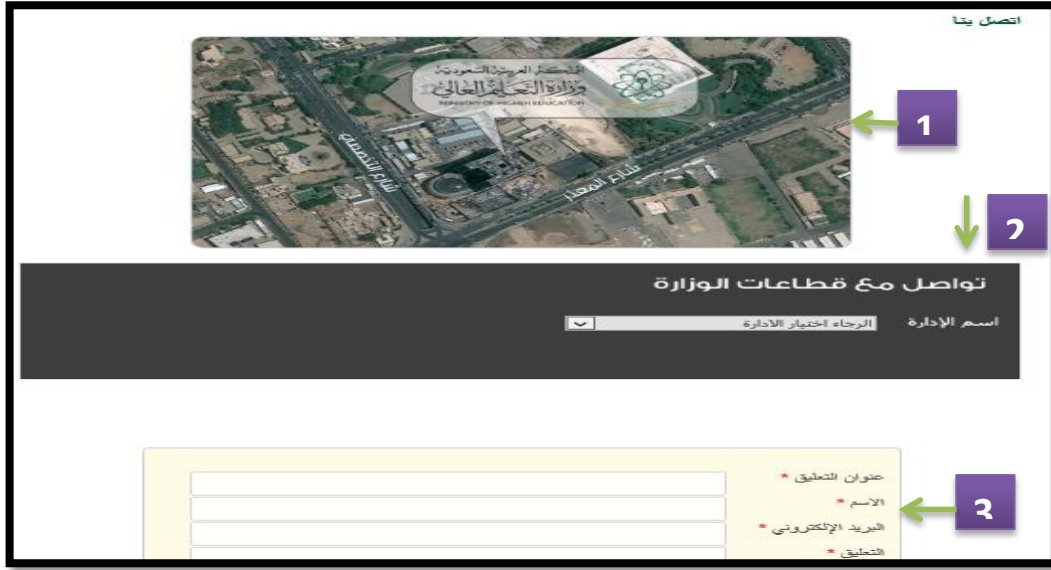 اتصل بنا
المملكة العربية السعودية
وزارة التعليم العالي
MINISTRY OF HIGHER EDUCATION
1
شارع التخصصي
شارع المعذر
2
تواصل مع قطاعات الوزارة
اسم الإدارة الرجاء اختيار الادارة
عنوان التعليق *
الاسم *
3
البريد الإلكتروني *
التعليق *